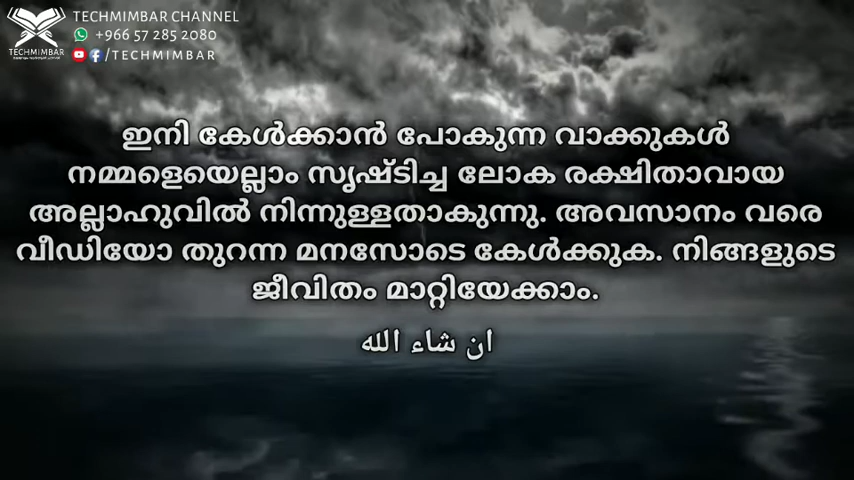 TECHMIMBAR CHANNEL
+966 57 285 2080
/TECHMIMBAR
TECHMIMBAR
ഇനി കേൾക്കാൻ പോകുന്ന വാക്കുകൾ
നമ്മളെയെല്ലാം സൃഷ്ടിച്ച ലോക രക്ഷിതാവായ
അല്ലാഹുവിൽ നിന്നുള്ളതാകുന്നു. അവസാനം വരെ
വീഡിയോ തുറന്ന മനസോടെ കേൾക്കുക. നിങ്ങളുടെ
ജീവിതം മാറ്റിയേക്കാം.
ان شاء الله